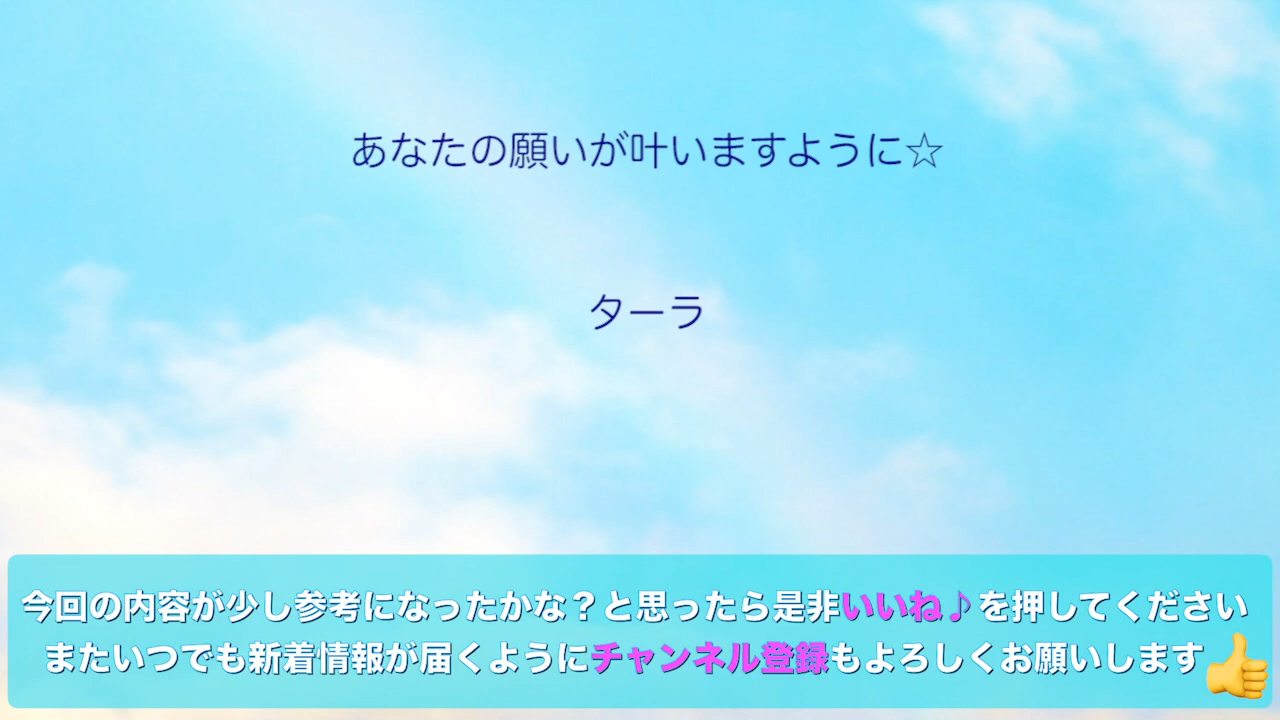 あなたの願いが叶いますように☆
ターラ
今回の内容が少し参考になったかな？と思ったら是非いいね♪を押してください
またいつでも新着情報が届くようにチャンネル登録もよろしくお願いします👍